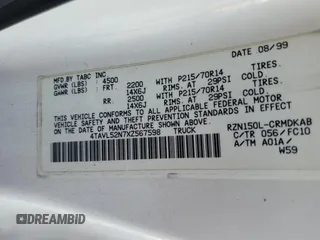 DATE 08/99
MFD BY TABC INC
GVWR (LBS) 4500
GAWR (LBS) FRT. 2200 WITH P215/70R14 TIRES.
14X6J RIMS. AT 29PSI COLD.
RR 2500 WITH P215/70R14 TIRES.
14X6J RIMS. AT 29PSI COLD.
THIS VEHICLE CONFORMS TO ALL APPLICABLE FEDERAL MOTOR
VEHICLE SAFETY AND THEFT PREVENTION STANDARDS IN EFFECT
ON THE DATE OF MANUFACTURE SHOWN ABOVE.
4TAVL52N7XZ567598 TRUCK
RZN150L-CRMDKAB
C/TR 056/FC10
A/TM A01A/
W59
DREAMBID